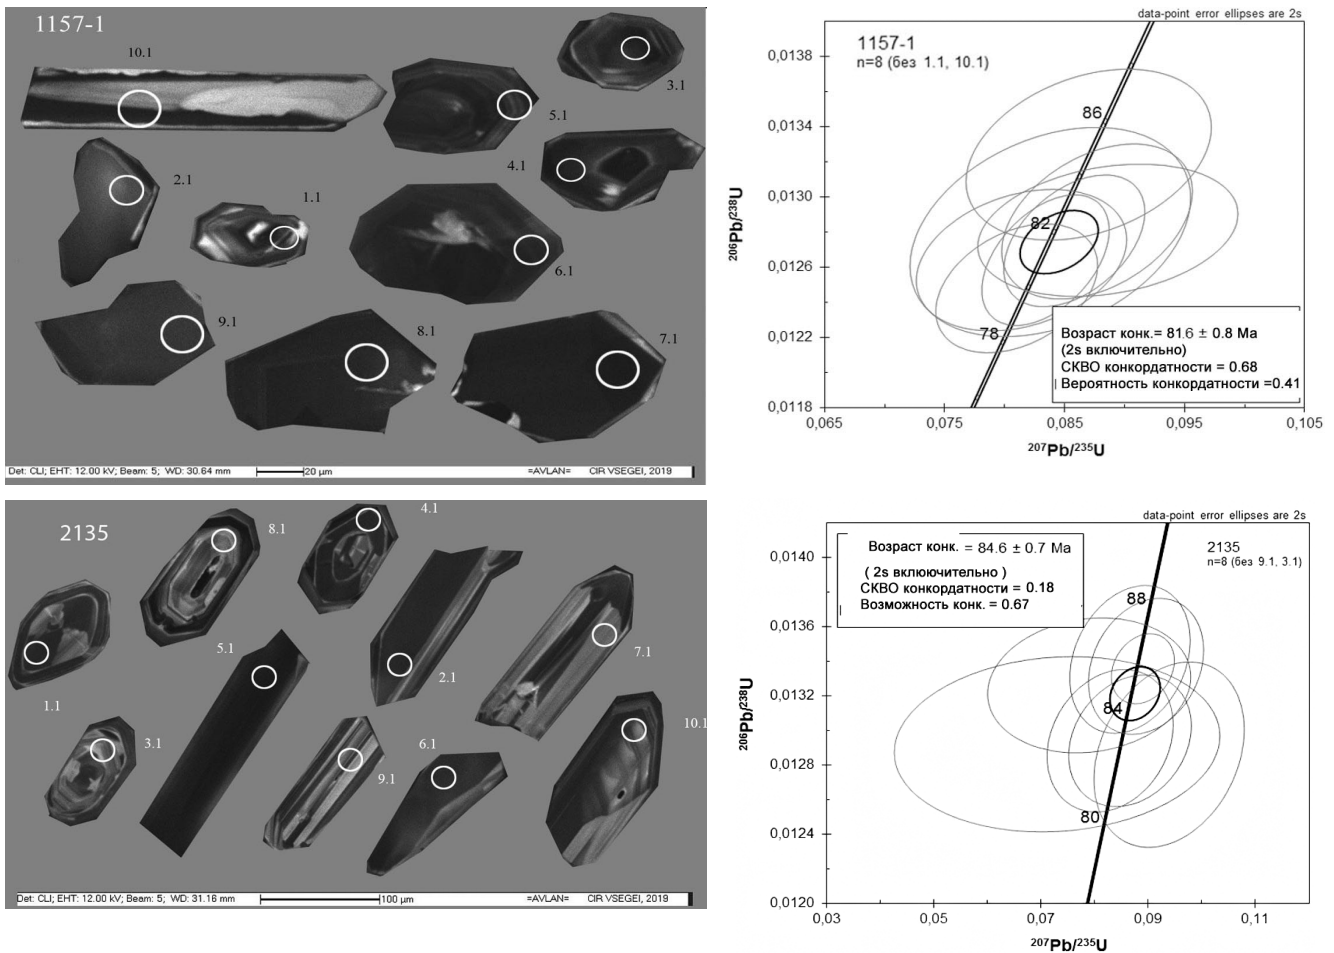 1157-1
10.1
3.1
5.1
4.1
2.1
1.1
6.1
9.1
8.1
7.1
Det: CLI; EHT: 12.00 kV; Beam: 5; WD: 30.64 mm
20 µm
=AVLAN=
CIR VSEGEI, 2019
data-point error ellipses are 2s
1157-1
n=8 (без 1.1, 10.1)
0,0138
0,0134
0,0130
0,0126
0,0122
0,0118
86
82
78
206Pb/238U
Возраст конк.= 81.6 ± 0.8 Ma
(2s включительно)
СКВО конкордатности = 0.68
Вероятность конкордатности =0.41
0,065
0,075
0,085
0,095
0,105
207Pb/235U
2135
8.1
4.1
5.1
7.1
2.1
1.1
10.1
3.1
6.1
9.1
Det: CLI; EHT: 12.00 kV; Beam: 5; WD: 31.16 mm
100 µm
=AVLAN=
CIR VSEGEI, 2019
data-point error ellipses are 2s
Возраст конк. = 84.6 ± 0.7 Ma
( 2s вклюючительно )
СКВО конкордатности = 0.18
Возможность конк. = 0.67
2135
n=8 (без 9.1, 3.1)
0,0140
0,0136
0,0132
0,0128
0,0124
0,0120
88
84
80
206Pb/238U
0,03
0,05
0,07
0,09
0,11
207Pb/235U